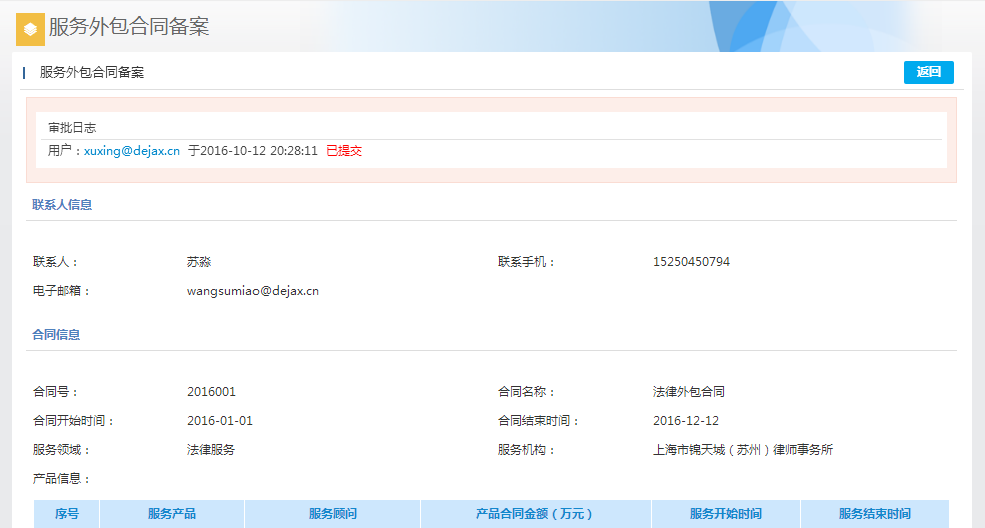 服务外包合同备案
服务外包合同备案 返回
审批日志
用户：xuxing@dejax.cn 于2016-10-12 20:28:11 已提交
联系人信息
联系人： 苏淼 联系手机： 15250450794
电子邮箱： wangsumiao@dejax.cn
合同信息
合同号： 2016001 合同名称： 法律外包合同
合同开始时间： 2016-01-01 合同结束时间： 2016-12-12
服务领域： 法律服务 服务机构： 上海市锦天城（苏州）律师事务所
产品信息：
序号 服务产品 服务顾问 产品合同金额（万元） 服务开始时间 服务结束时间